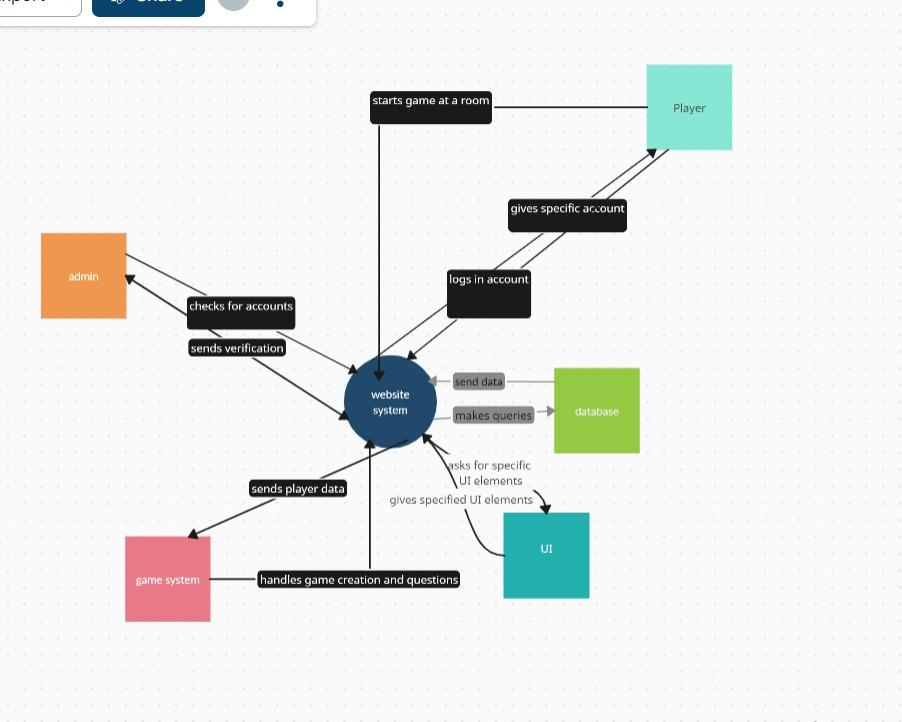 Share
starts game at a room
Player
gives specific account
admin
logs in account
checks for accounts
sends verification
website
system
send data
makes queries
database
asks for specific
UI elements
gives specified UI elements
sends player data
UI
game system
handles game creation and questions